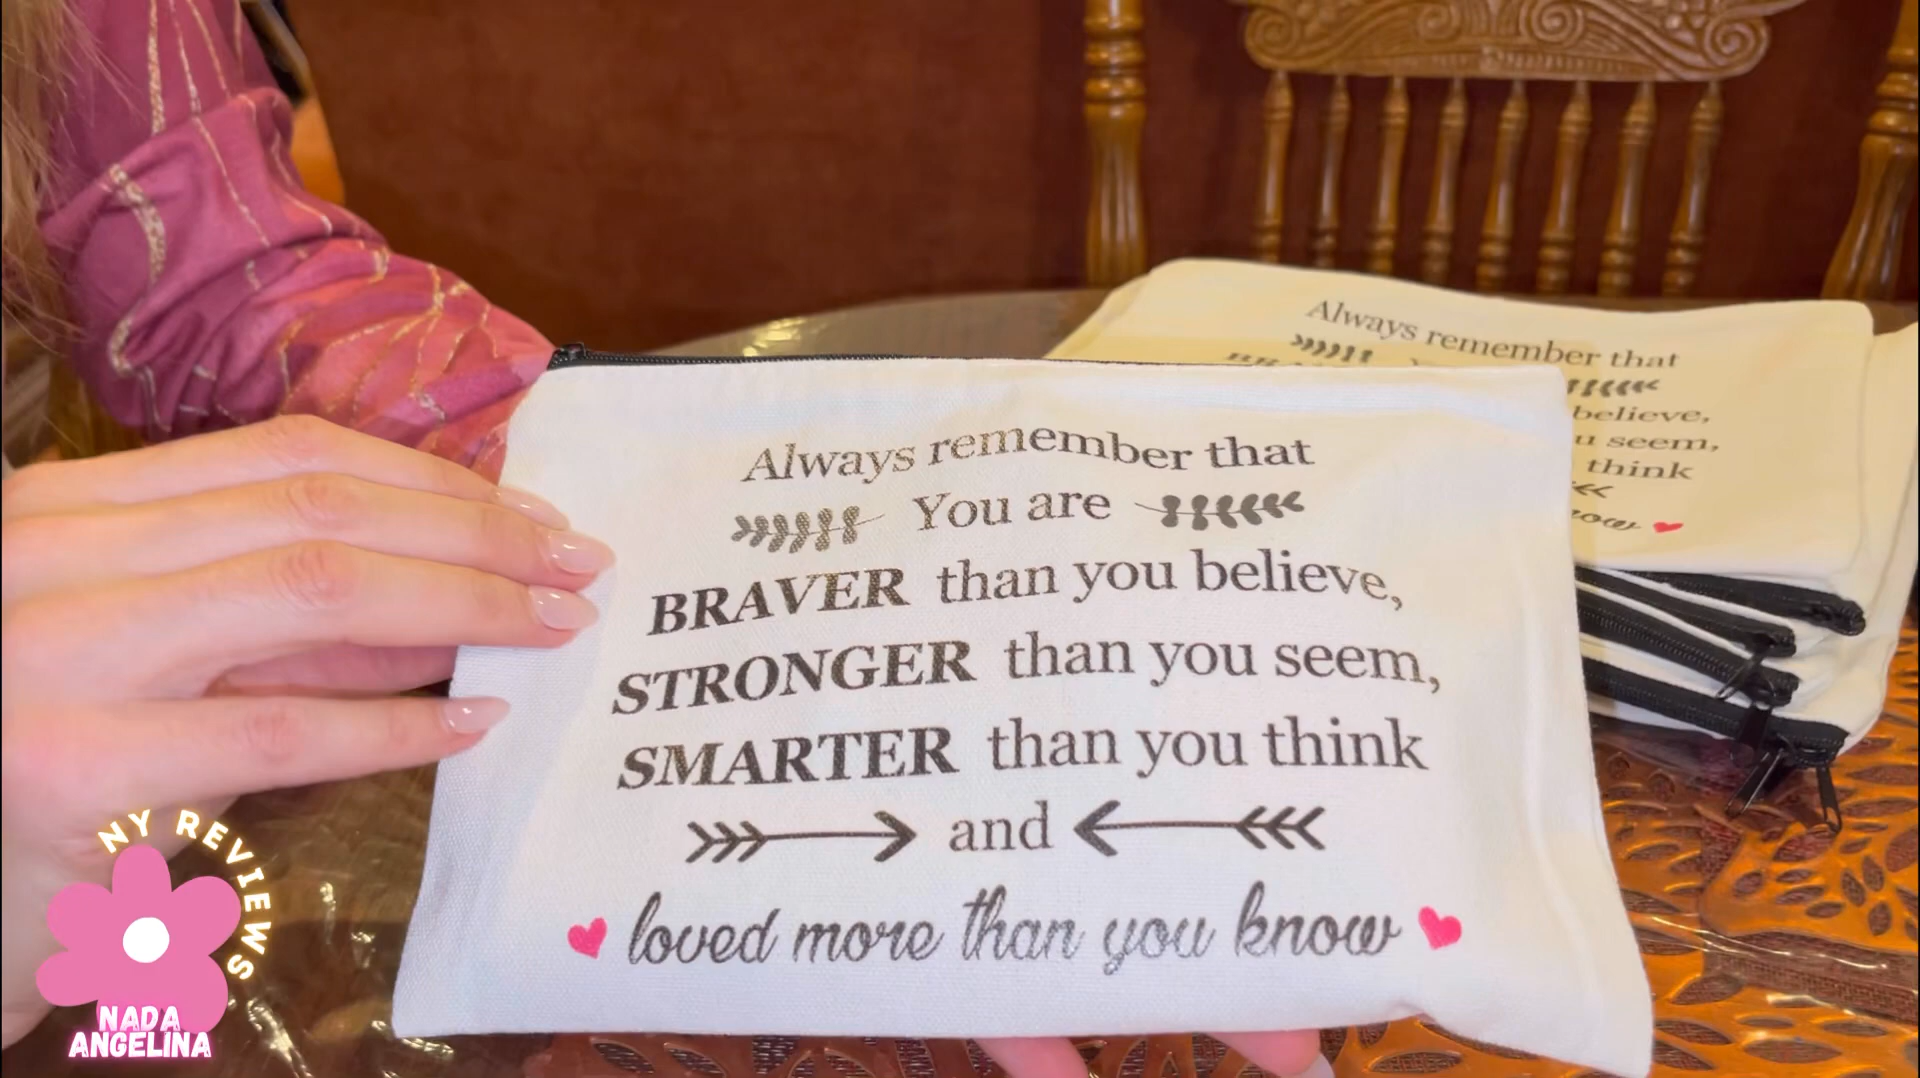 Always remember that
You are
BRAVER than you believe,
STRONGER than you seem,
SMARTER than you think
and
loved more than you know
Always remember that
believe,
seem,
think
NY REVIEWS
NADA
ANGELINA